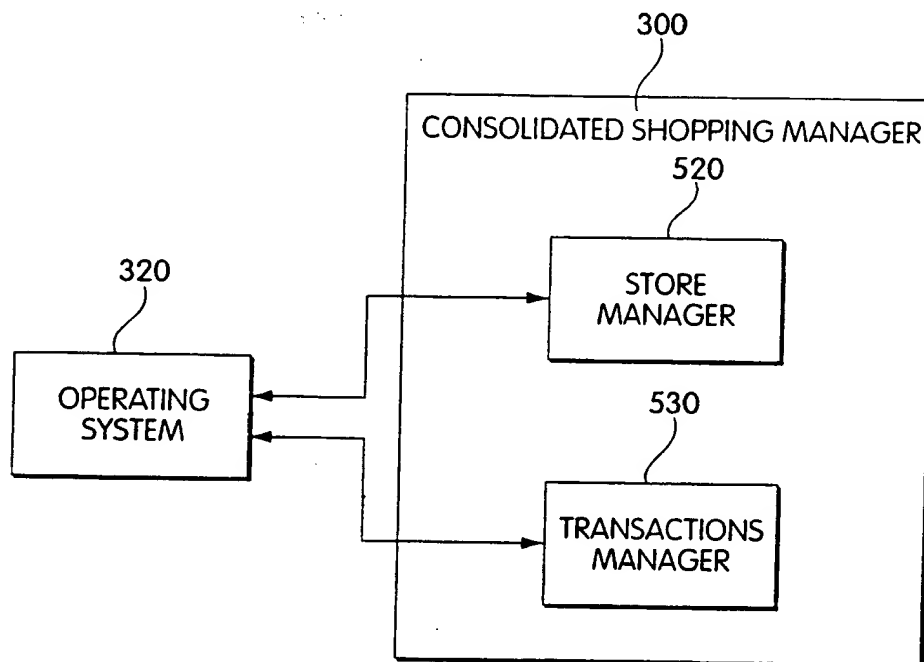 300
CONSOLIDATED SHOPPING MANAGER
520
STORE
MANAGER
320
OPERATING
SYSTEM
530
TRANSACTIONS
MANAGER